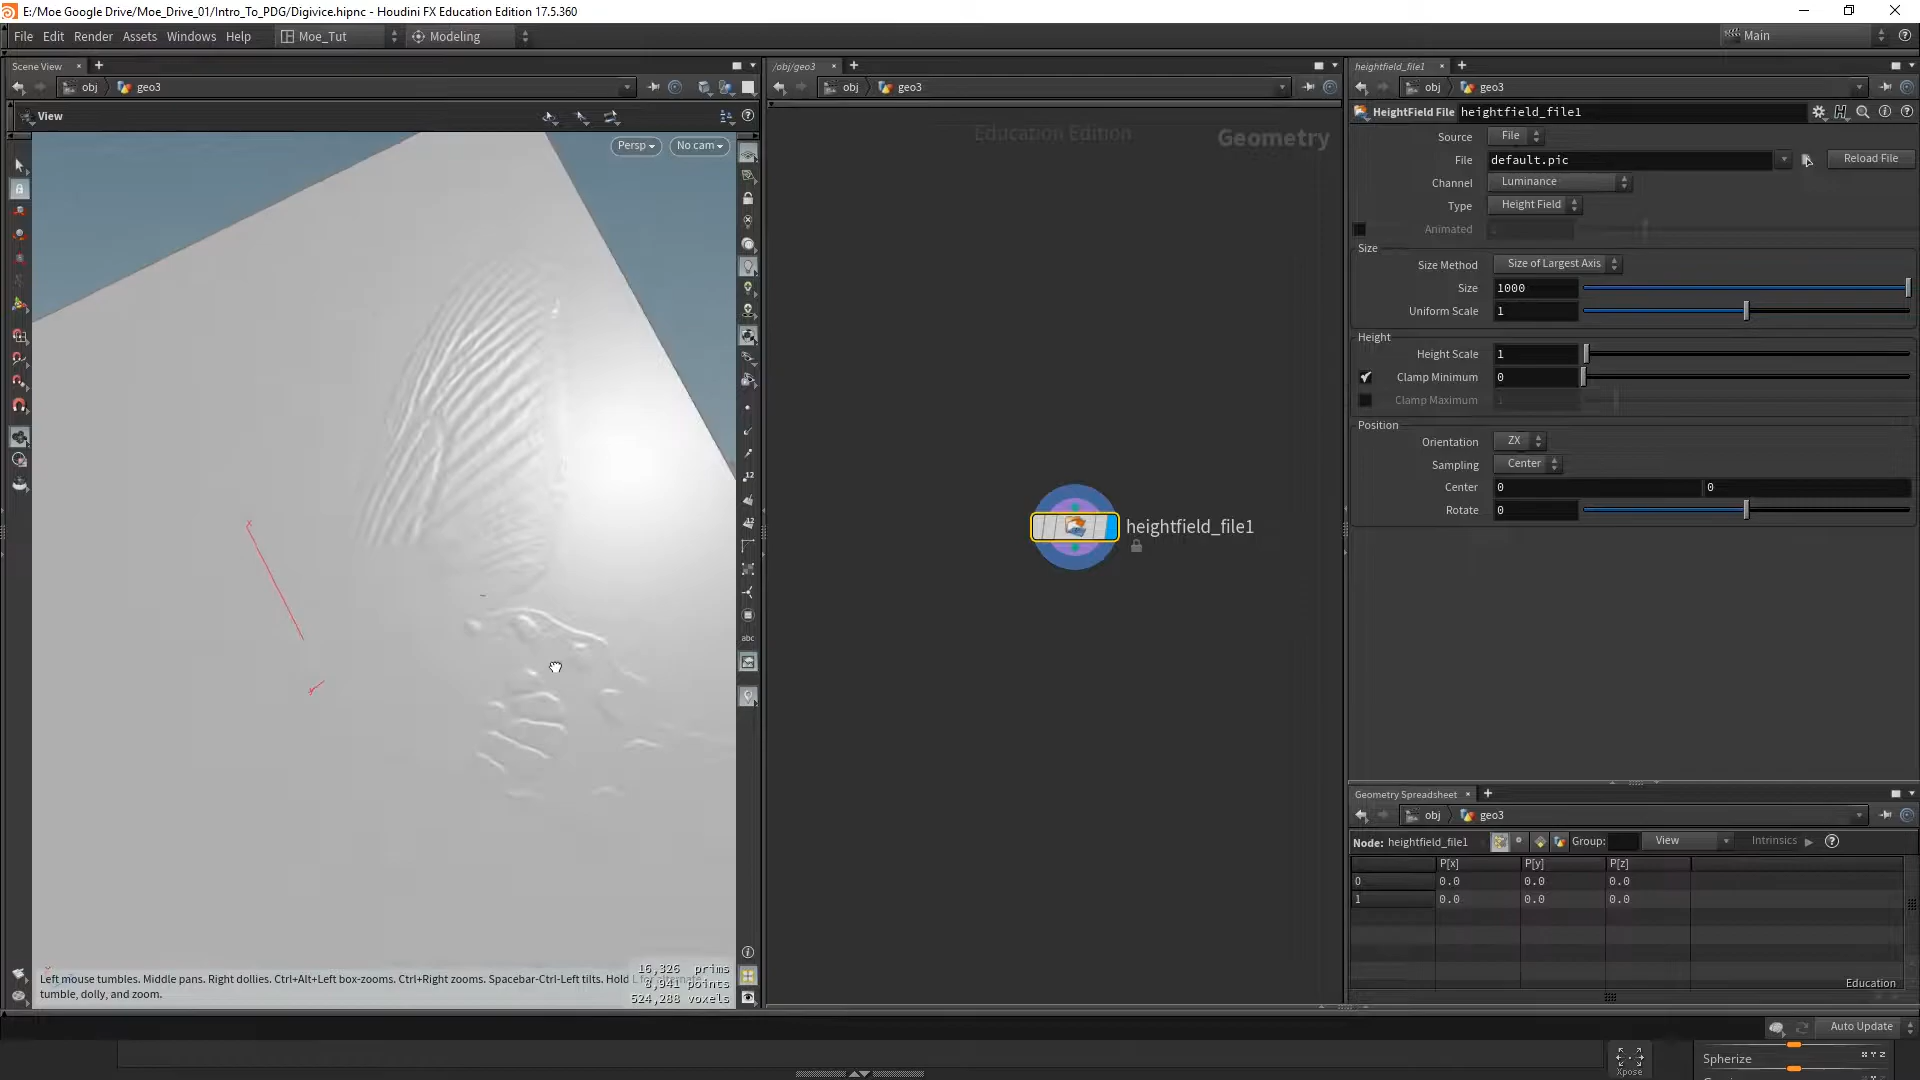 E:/Moe Google Drive/Moe_Drive_01/Intro_To_PDG/Digivice.hipnc - Houdini FX Education Edition 17.5.360
File Edit Render Assets Windows Help Moe_Tut Modeling Main
Scene View
obj geo3
View
Persp No cam
12
12
abc
16,326 prims
8,941 points
524,288 voxels
Left mouse tumbles. Middle pans. Right dollies. Ctrl+Alt+Left box-zooms. Ctrl+Right zooms. Spacebar-Ctrl-Left tilts. Hold L for alternate
tumble, dolly, and zoom.
/obj/geo3
obj geo3
Education Edition Geometry
heightfield_file1
heightfield_file1
obj geo3
HeightField File heightfield_file1
Source File
File default.pic Reload File
Channel Luminance
Type Height Field
Animated
Size
Size Method Size of Largest Axis
Size 1000
Uniform Scale 1
Height
Height Scale 1
Clamp Minimum 0
Clamp Maximum
Position
Orientation ZX
Sampling Center
Center 0 0
Rotate 0
Geometry Spreadsheet
obj geo3
Node: heightfield_file1 Group: View Intrinsics
P[x] P[y] P[z]
0 0.0 0.0 0.0
1 0.0 0.0 0.0
Education
Auto Update
Xpose
Spherize X Y Z